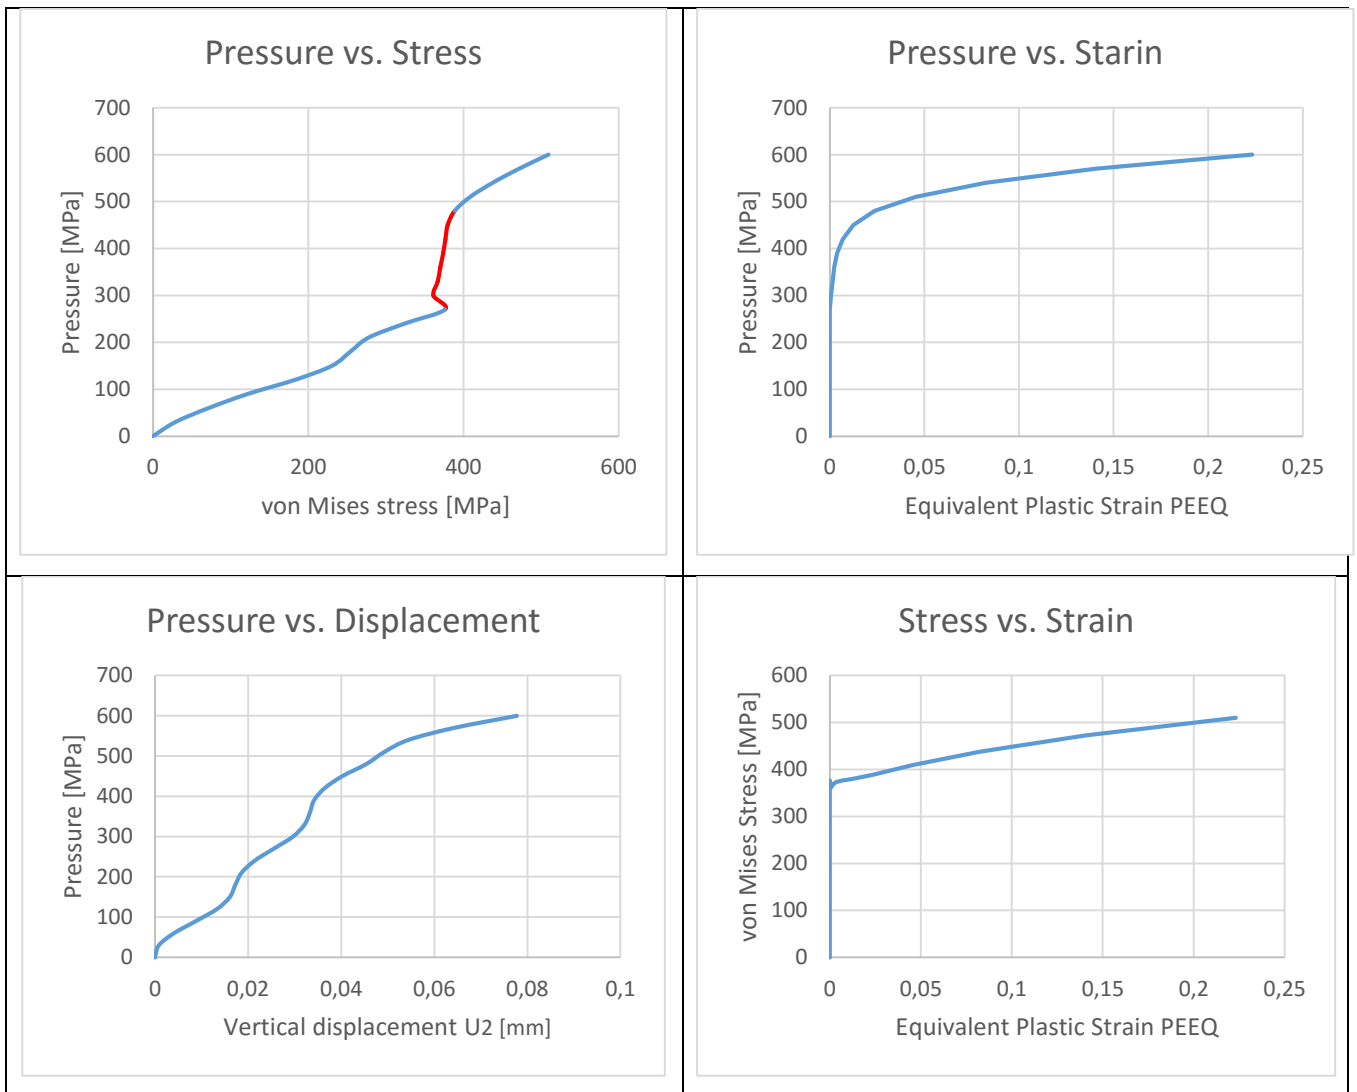 Pressure vs. Stress
700
600
500
400
300
200
100
0
Pressure [MPa]
0 200 400 600
von Mises stress [MPa]
Pressure vs. Starin
700
600
500
400
300
200
100
0
Pressure [MPa]
0 0,05 0,1 0,15 0,2 0,25
Equivalent Plastic Strain PEEQ
Pressure vs. Displacement
700
600
500
400
300
200
100
0
Pressure [MPa]
0 0,02 0,04 0,06 0,08 0,1
Vertical displacement U2 [mm]
Stress vs. Strain
600
500
400
300
200
100
0
von Mises Stress [MPa]
0 0,05 0,1 0,15 0,2 0,25
Equivalent Plastic Strain PEEQ